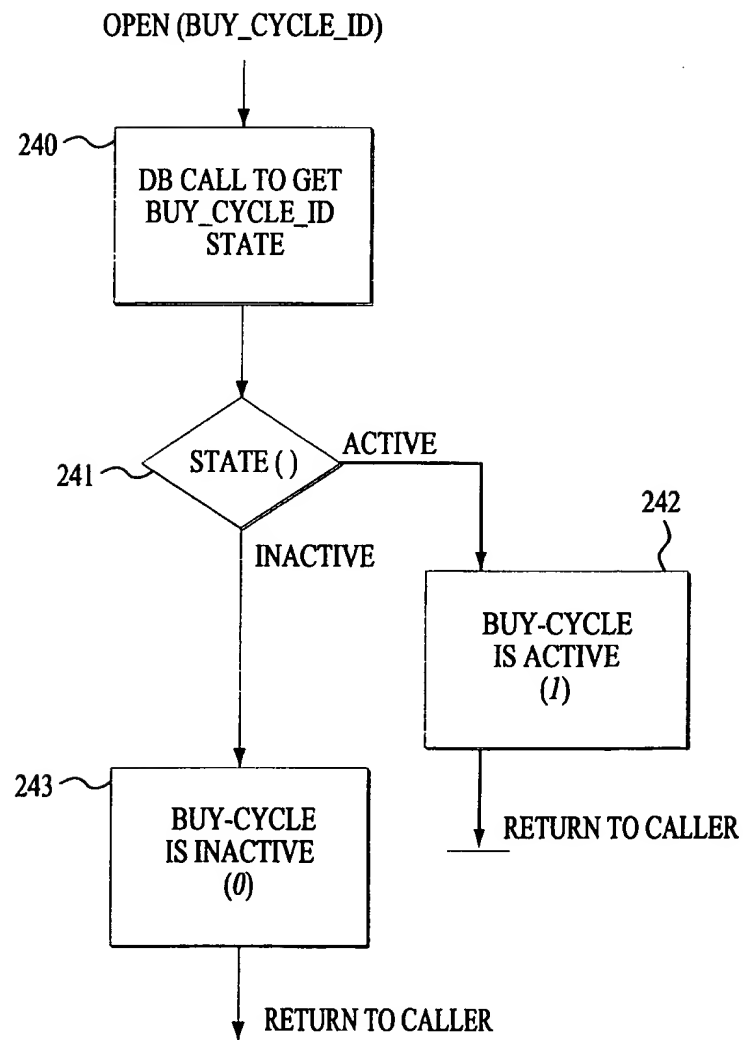 OPEN (BUY_CYCLE_ID)
240
DB CALL TO GET
BUY_CYCLE_ID
STATE
241
STATE ( )
ACTIVE
INACTIVE
242
BUY-CYCLE
IS ACTIVE
(1)
RETURN TO CALLER
243
BUY-CYCLE
IS INACTIVE
(0)
RETURN TO CALLER